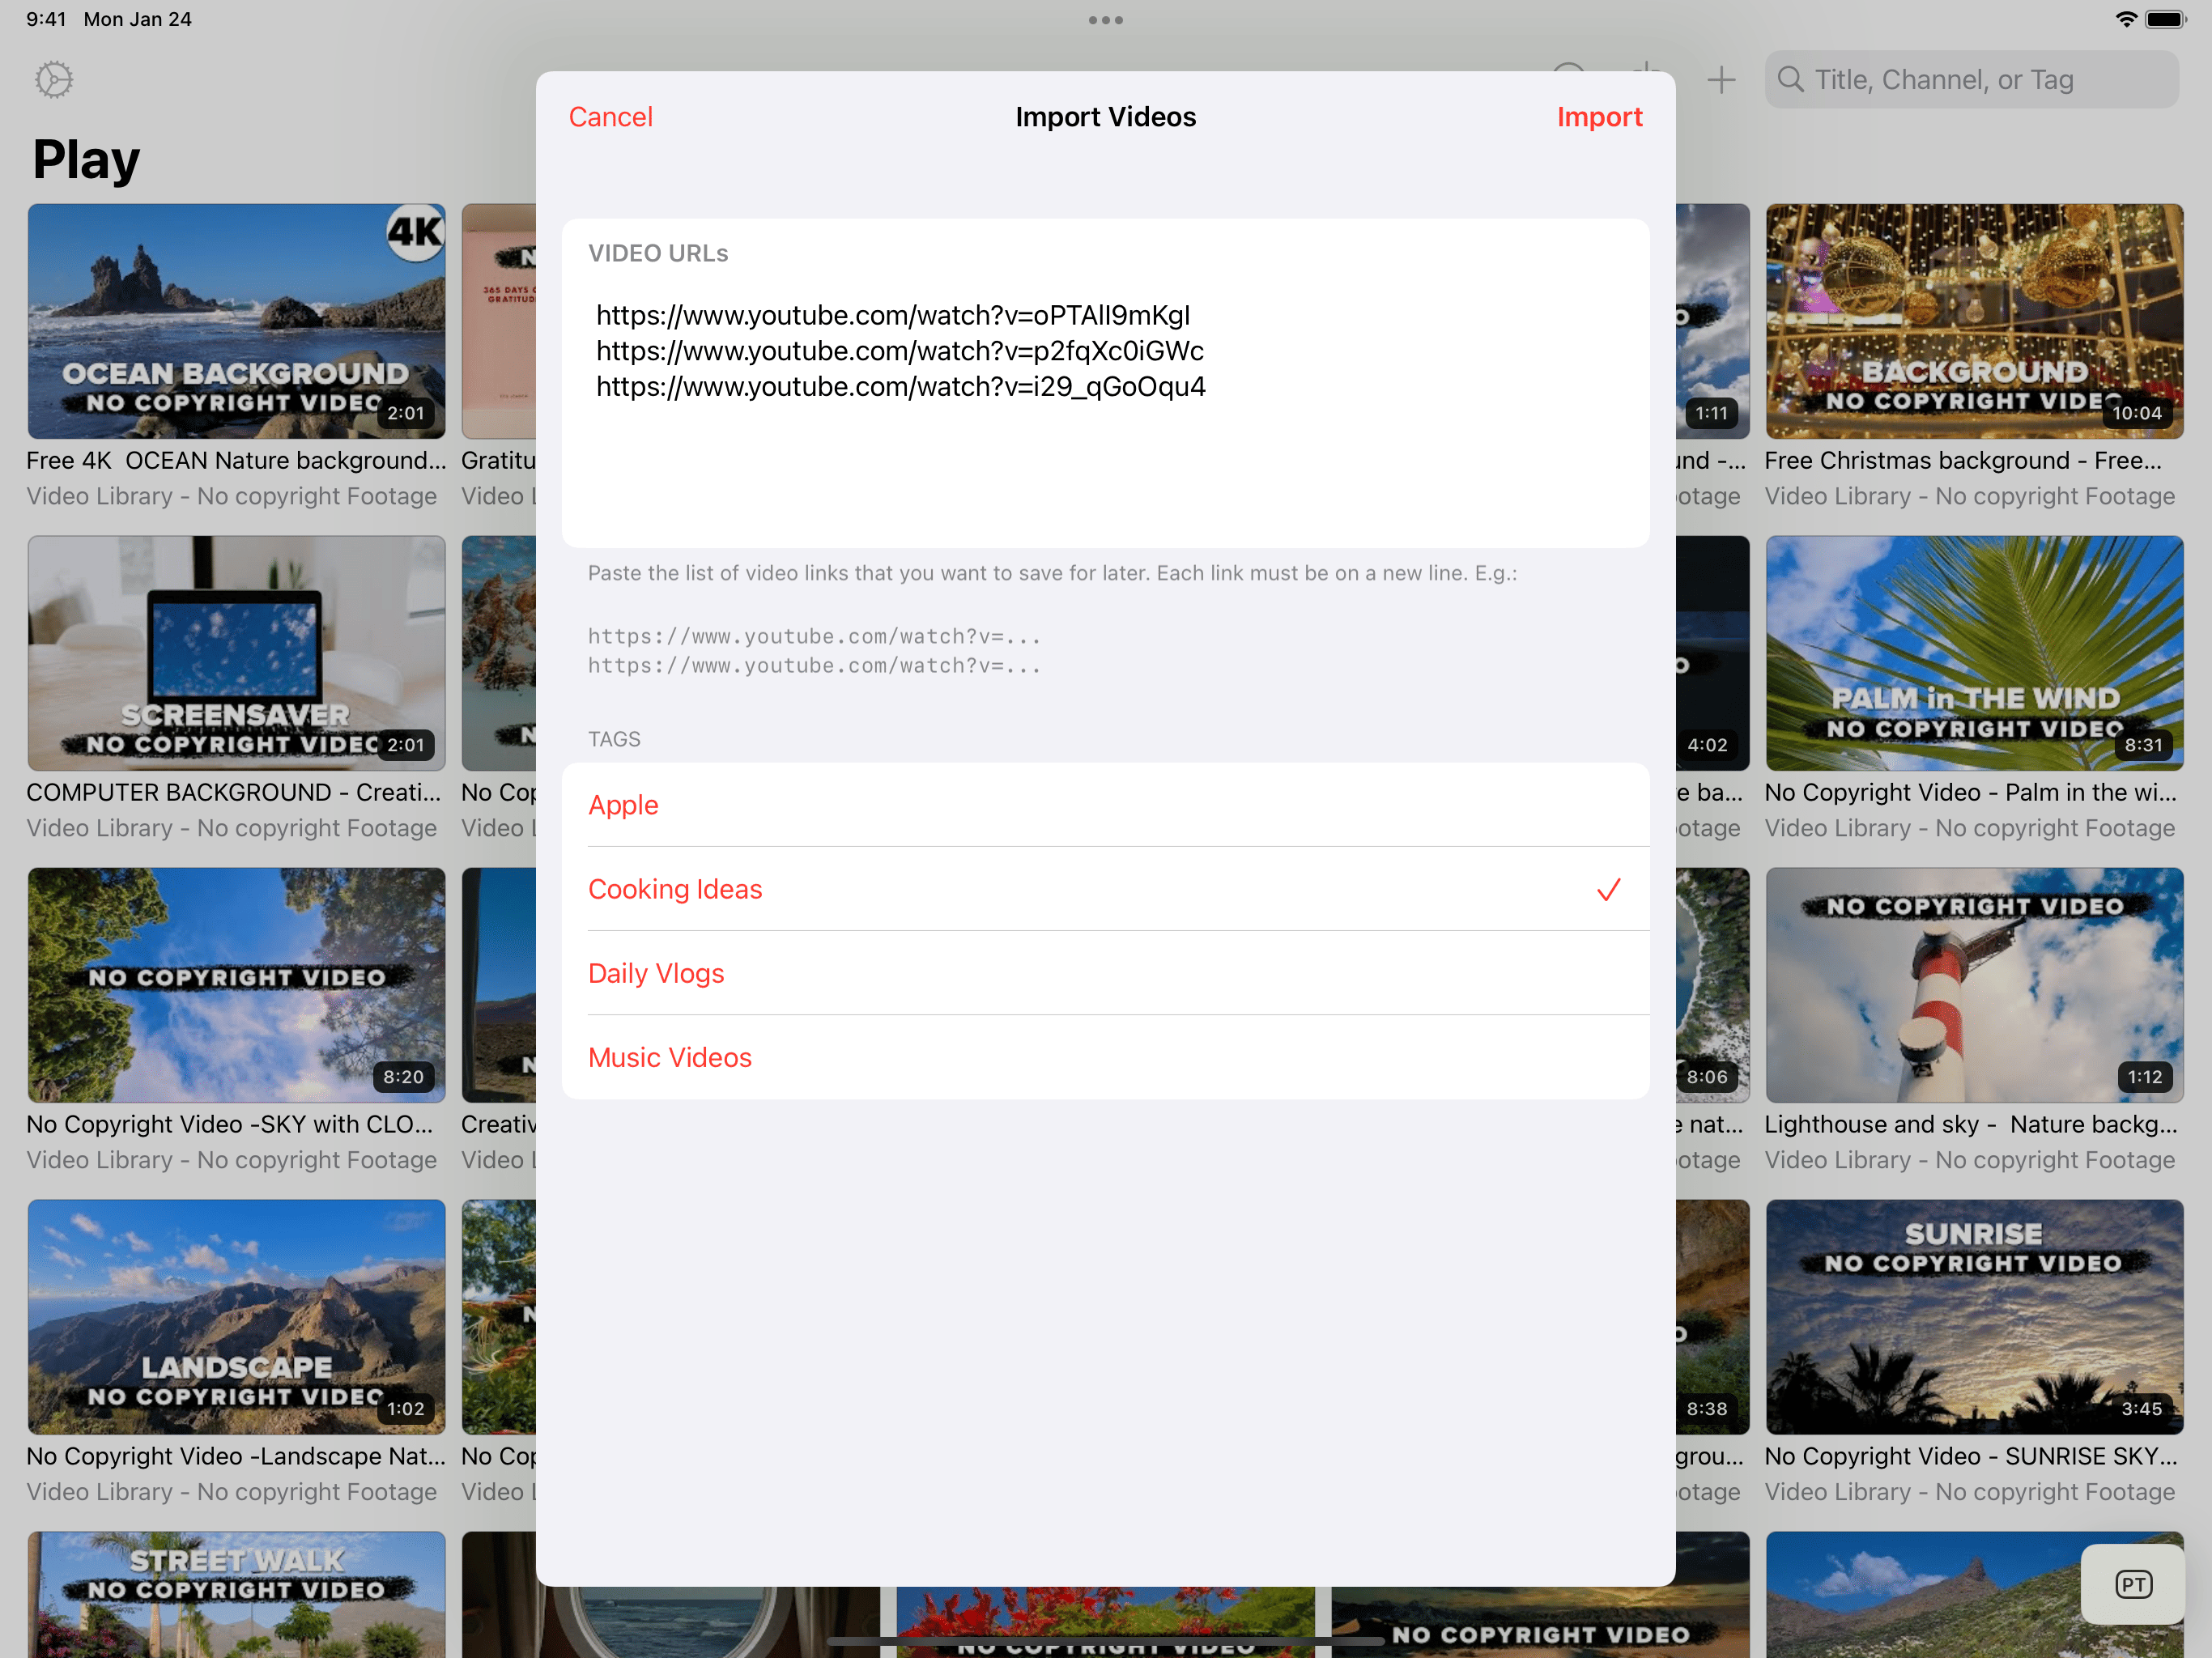 9:41 Mon Jan 24
Title, Channel, or Tag
Play
Cancel
Import Videos
Import
VIDEO URLs
https://www.youtube.com/watch?v=oPTAlI9mKgI
https://www.youtube.com/watch?v=p2fqXc0iGWc
https://www.youtube.com/watch?v=i29_qGoOqu4
Paste the list of video links that you want to save for later. Each link must be on a new line. E.g.:
https://www.youtube.com/watch?v=...
https://www.youtube.com/watch?v=...
TAGS
Apple
Cooking Ideas
Daily Vlogs
Music Videos
4K
OCEAN BACKGROUND
NO COPYRIGHT VIDEO
2:01
Free 4K  OCEAN Nature background...
Video Library - No copyright Footage
365 DAYS
GRATITUD
Gratitu
Video
1:11
und -...
otage
BACKGROUND
NO COPYRIGHT VIDEO
10:04
Free Christmas background - Free...
Video Library - No copyright Footage
SCREENSAVER
NO COPYRIGHT VIDEO
2:01
COMPUTER BACKGROUND - Creati...
Video Library - No copyright Footage
No Cop
Video
4:02
e ba...
otage
PALM in THE WIND
NO COPYRIGHT VIDEO
8:31
No Copyright Video - Palm in the wi...
Video Library - No copyright Footage
NO COPYRIGHT VIDEO
8:20
No Copyright Video -SKY with CLO...
Video Library - No copyright Footage
Creativ
Video
8:06
e nat...
otage
NO COPYRIGHT VIDEO
1:12
Lighthouse and sky -  Nature backg...
Video Library - No copyright Footage
LANDSCAPE
NO COPYRIGHT VIDEO
1:02
No Copyright Video -Landscape Nat...
Video Library - No copyright Footage
No Cop
Video
8:38
grou...
otage
SUNRISE
NO COPYRIGHT VIDEO
3:45
No Copyright Video - SUNRISE SKY...
Video Library - No copyright Footage
STREET WALK
NO COPYRIGHT VIDEO
NO COPYRIGHT VIDEO
NO COPYRIGHT VIDEO
PT